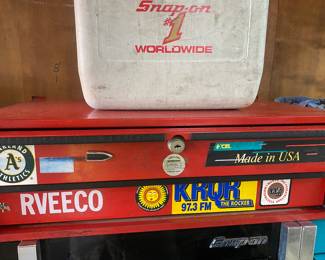 Snap-on
#1
WORLDWIDE
OAKLAND
A's
ATHLETICS
Made in USA
RVEECO
KRQR
97.3 FM
THE ROCKER
Snap-on